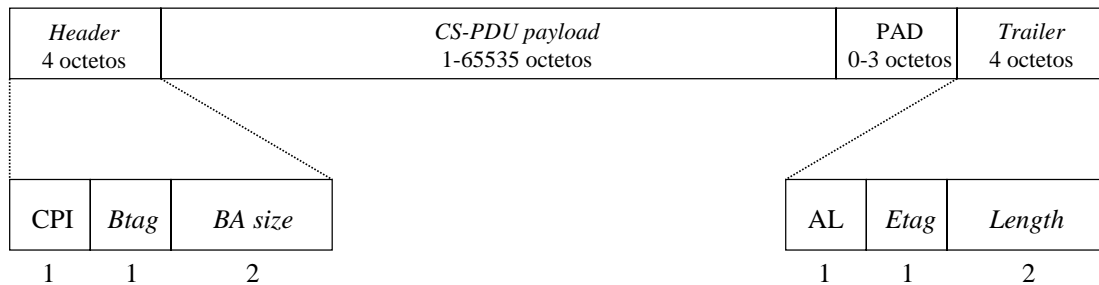 Header
4 octetos
CS-PDU payload
1-65535 octetos
PAD
0-3 octetos
Trailer
4 octetos
CPI
Btag
BA size
AL
Etag
Length
1
1
2
1
1
2